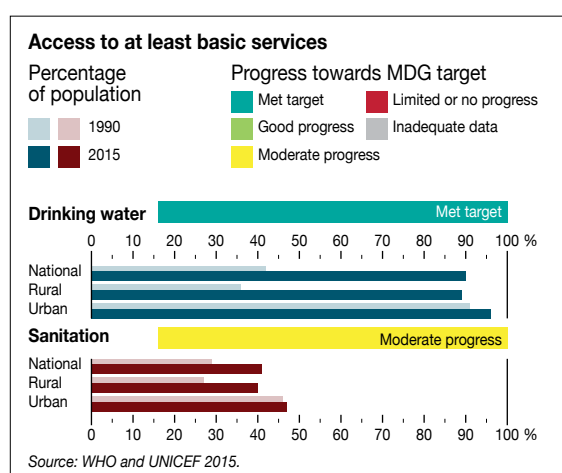 Access to at least basic services
Percentage
of population
1990
2015
Progress towards MDG target
Met target
Limited or no progress
Good progress
Inadequate data
Moderate progress
Drinking water
Met target
0 10 20 30 40 50 60 70 80 90 100 %
National
Rural
Urban
Sanitation
Moderate progress
National
Rural
Urban
0 10 20 30 40 50 60 70 80 90 100 %
Source: WHO and UNICEF 2015.